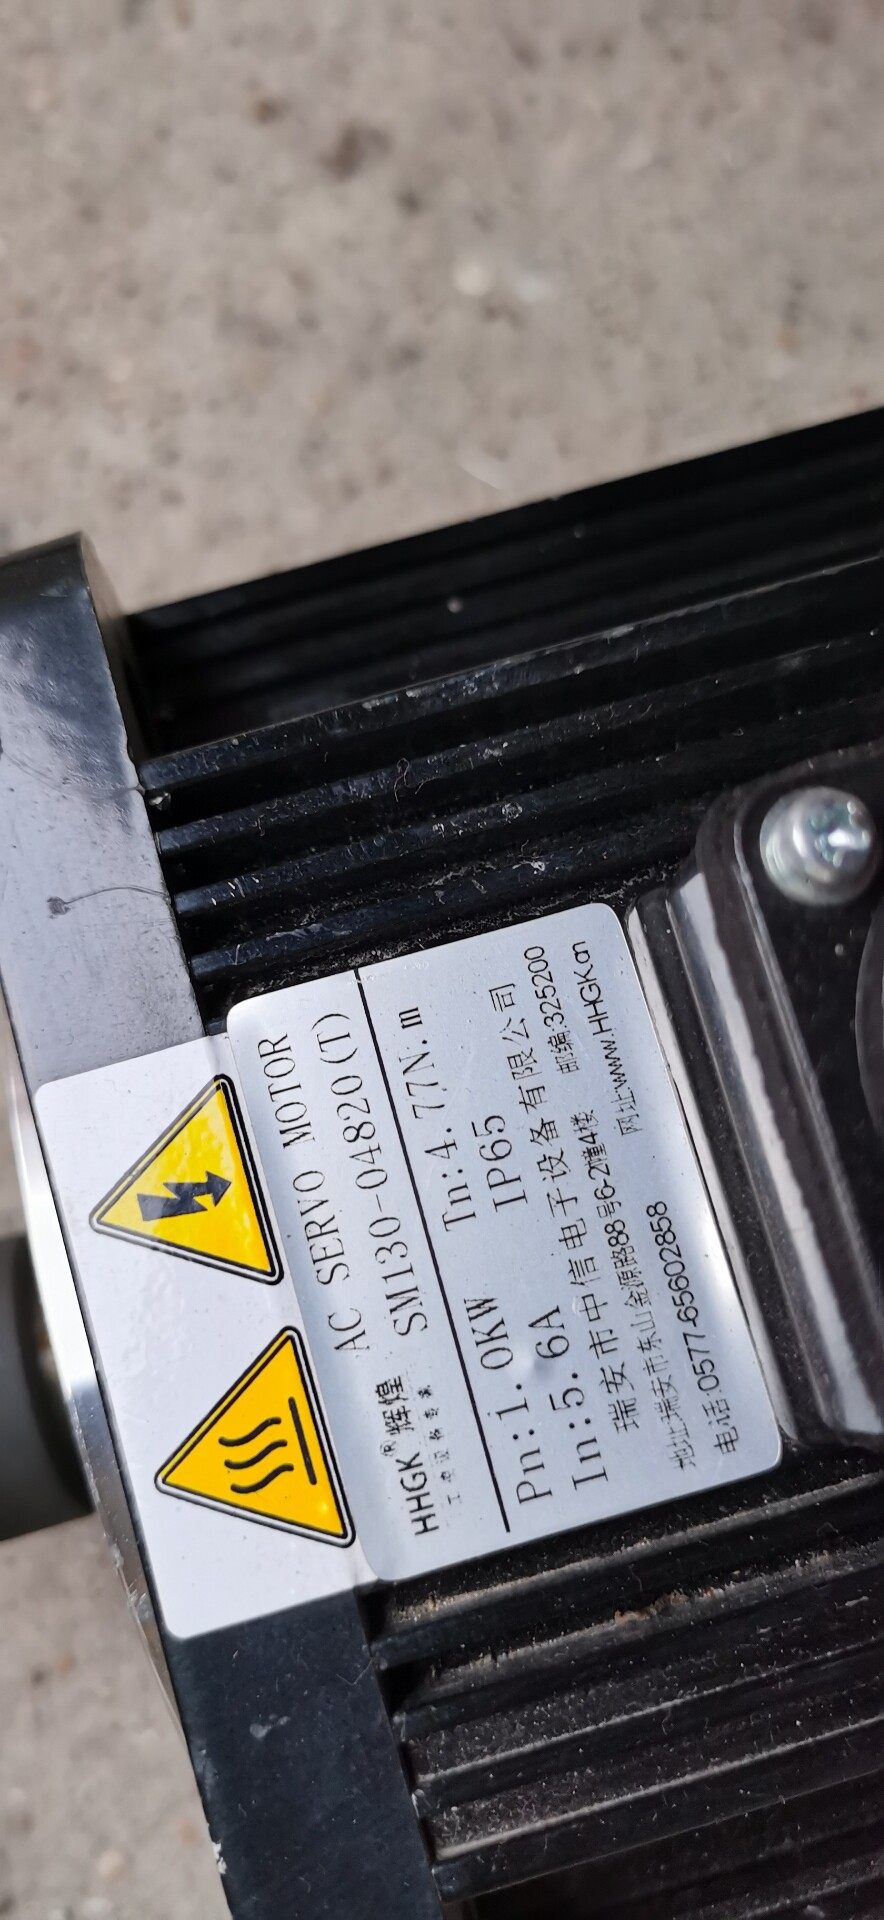 AC SERVO MOTOR
HHGK®辉煌 SM130-04820(T)
工电设备专家
Pn:1.0KW Tn:4.77N.m
In:5.6A IP65
瑞安市中信电子设备有限公司
地址:瑞安市东山金源路88号6-2幢4楼 邮编:325200
电话:0577-65602858 网址:www.HHGK.cn